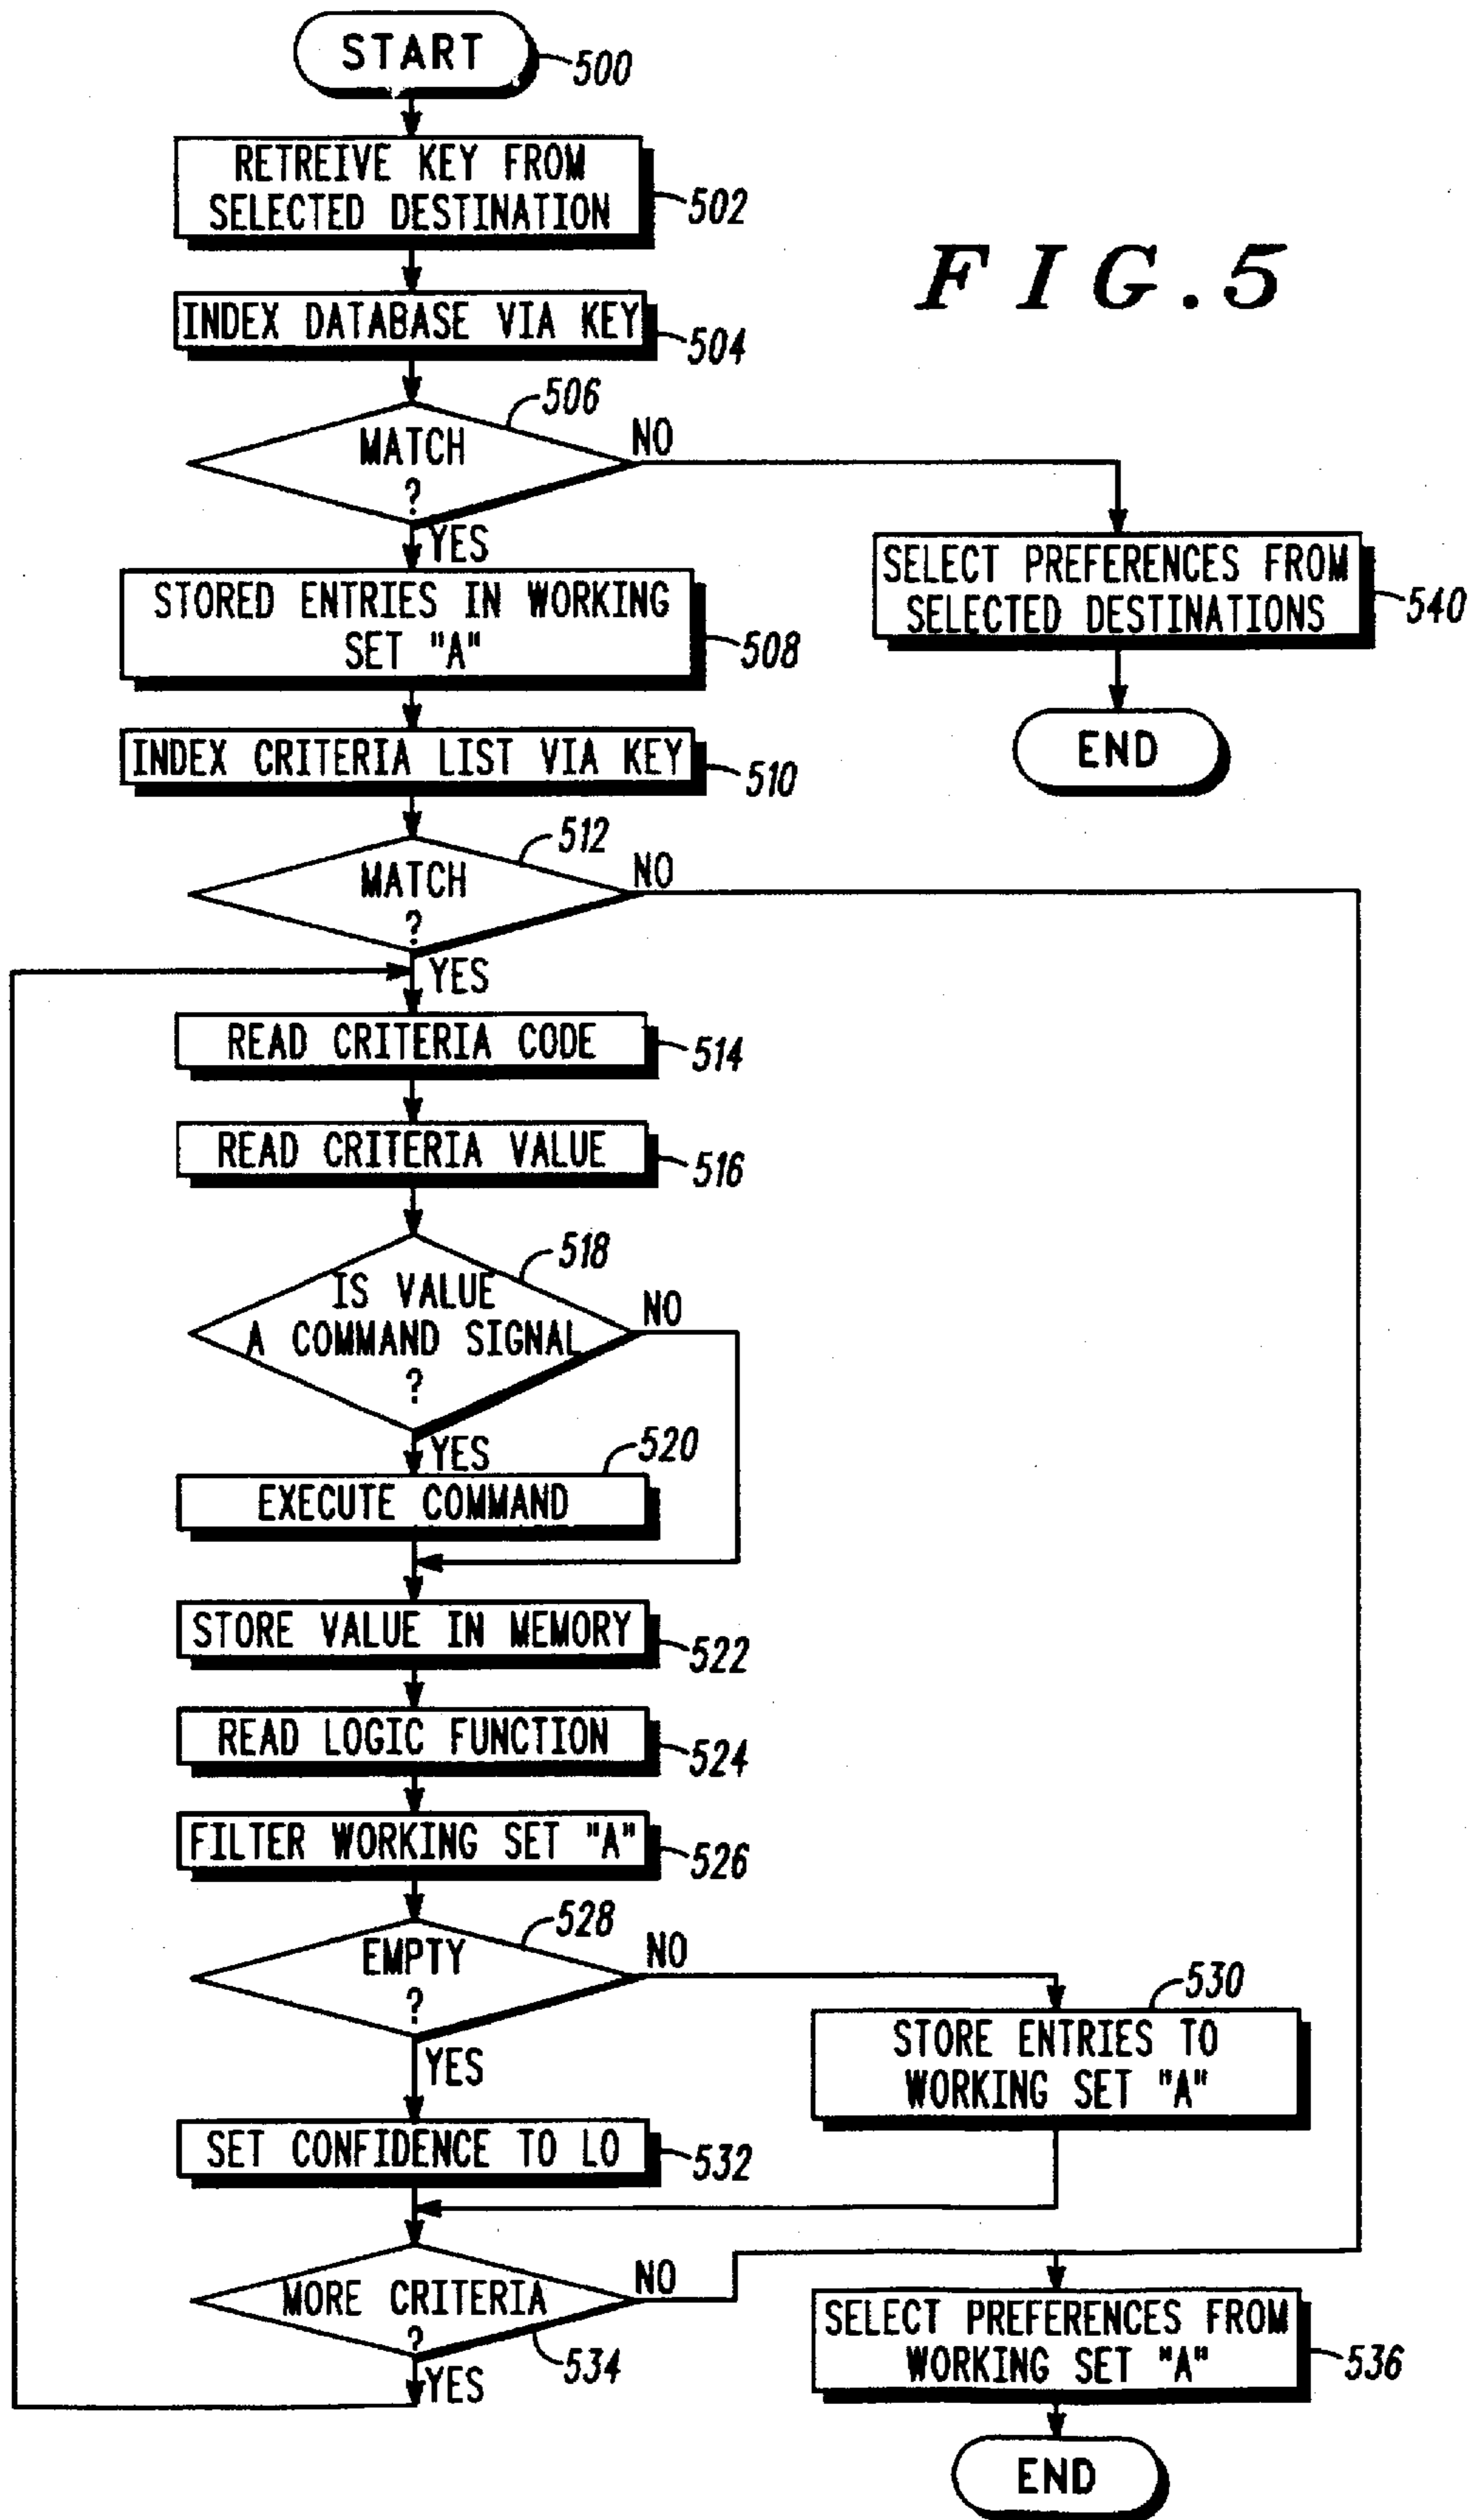 START
500
RETREIVE KEY FROM
SELECTED DESTINATION
502
FIG.5
INDEX DATABASE VIA KEY
504
506
MATCH
?
NO
YES
SELECT PREFERENCES FROM
SELECTED DESTINATIONS
540
END
STORED ENTRIES IN WORKING
SET "A"
508
INDEX CRITERIA LIST VIA KEY
510
512
MATCH
?
NO
YES
READ CRITERIA CODE
514
READ CRITERIA VALUE
516
518
IS VALUE
A COMMAND SIGNAL
?
NO
YES
520
EXECUTE COMMAND
STORE VALUE IN MEMORY
522
READ LOGIC FUNCTION
524
FILTER WORKING SET "A"
526
528
EMPTY
?
NO
YES
530
STORE ENTRIES TO
WORKING SET "A"
SET CONFIDENCE TO LO
532
MORE CRITERIA
?
NO
534
YES
SELECT PREFERENCES FROM
WORKING SET "A"
536
END